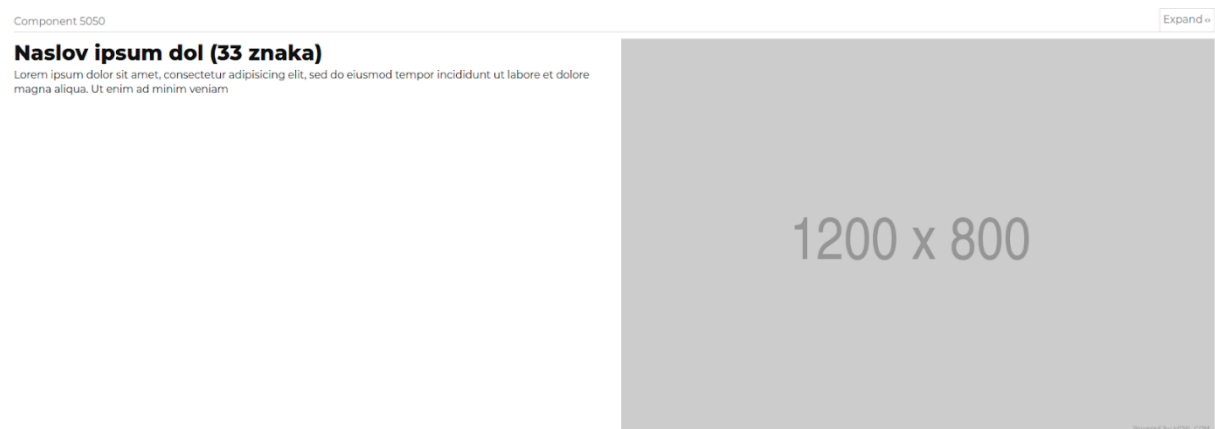 Component 5050
Expand ‹›
Naslov ipsum dol (33 znaka)
Lorem ipsum dolor sit amet, consectetur adipisicing elit, sed do eiusmod tempor incididunt ut labore et dolore
magna aliqua. Ut enim ad minim veniam
1200 x 800